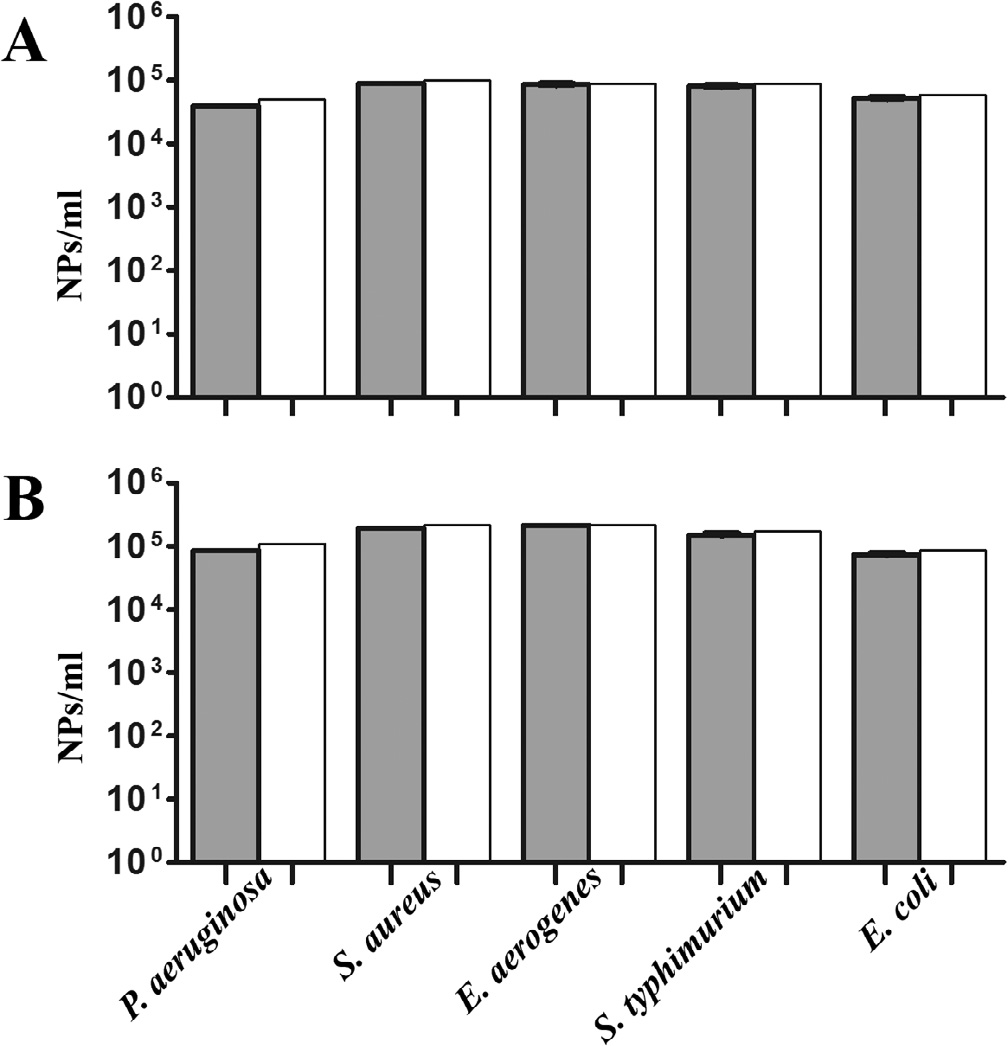 A
10⁶
10⁵
10⁴
10³
10²
10¹
10⁰
NPs/ml
B
10⁶
10⁵
10⁴
10³
10²
10¹
10⁰
NPs/ml
P. aeruginosa
S. aureus
E. aerogenes
S. typhimurium
E. coli